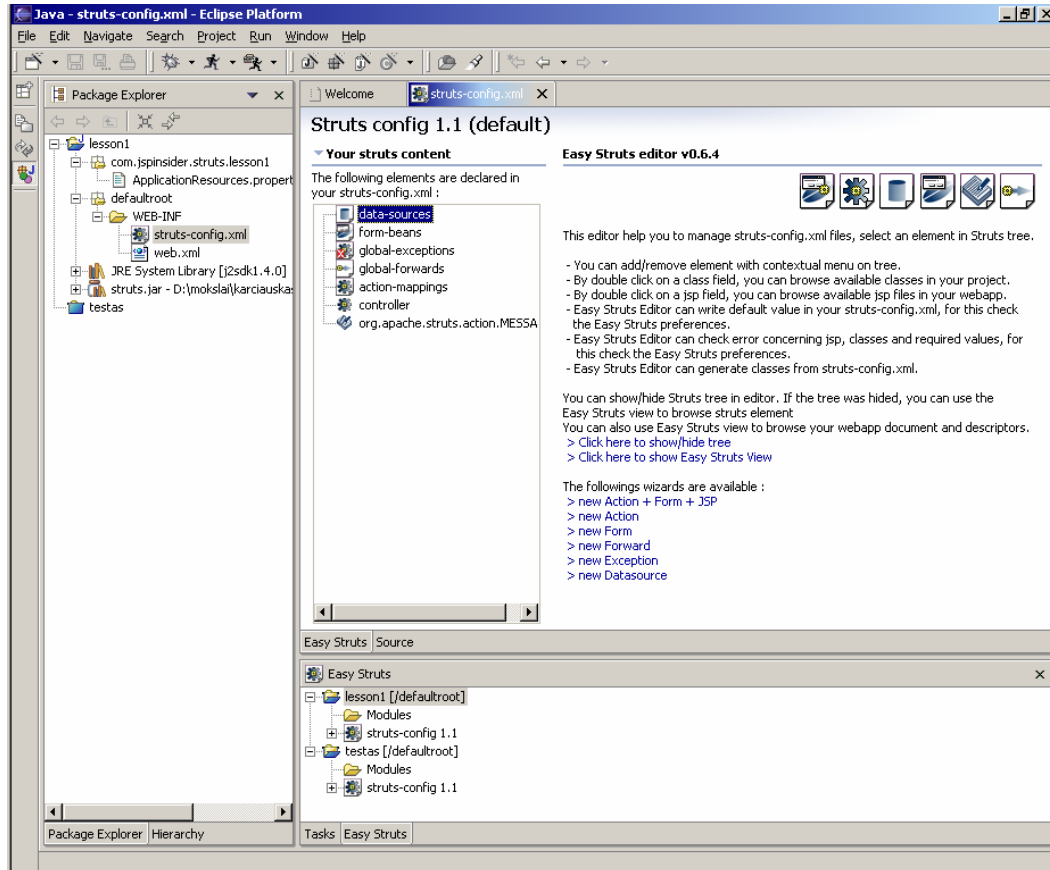 Java - struts-config.xml - Eclipse Platform
File Edit Navigate Search Project Run Window Help
Package Explorer
lesson1
com.jspinsider.struts.lesson1
ApplicationResources.propert
defaultroot
WEB-INF
struts-config.xml
web.xml
JRE System Library [j2sdk1.4.0]
struts.jar - D:\mokslai\karciauska
testas
Package Explorer Hierarchy
Welcome struts-config.xml
Struts config 1.1 (default)
Your struts content
The following elements are declared in
your struts-config.xml :
data-sources
form-beans
global-exceptions
global-forwards
action-mappings
controller
org.apache.struts.action.MESSA
Easy Struts editor v0.6.4
This editor help you to manage struts-config.xml files, select an element in Struts tree.
- You can add/remove element with contextual menu on tree.
- By double click on a class field, you can browse available classes in your project.
- By double click on a jsp field, you can browse available jsp files in your webapp.
- Easy Struts Editor can write default value in your struts-config.xml, for this check
the Easy Struts preferences.
- Easy Struts Editor can check error concerning jsp, classes and required values, for
this check the Easy Struts preferences.
- Easy Struts Editor can generate classes from struts-config.xml.
You can show/hide Struts tree in editor. If the tree was hided, you can use the
Easy Struts view to browse struts element
You can also use Easy Struts view to browse your webapp document and descriptors.
> Click here to show/hide tree
> Click here to show Easy Struts View
The followings wizards are available :
> new Action + Form + JSP
> new Action
> new Form
> new Forward
> new Exception
> new Datasource
Easy Struts Source
Easy Struts
lesson1 [/defaultroot]
Modules
struts-config 1.1
testas [/defaultroot]
Modules
struts-config 1.1
Tasks Easy Struts